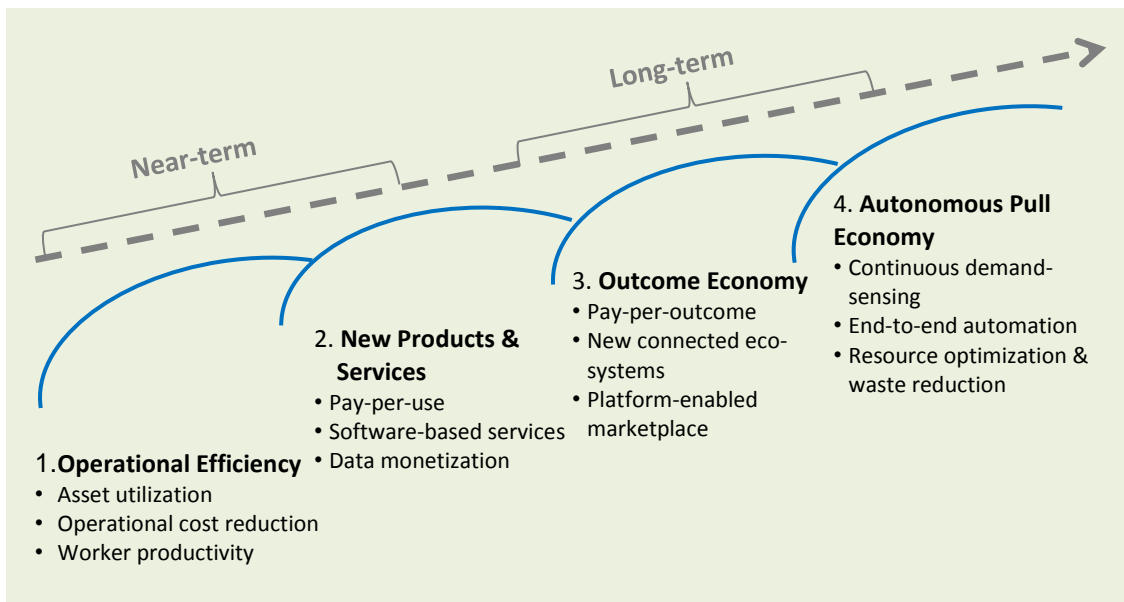 Near-term
Long-term
1.Operational Efficiency
• Asset utilization
• Operational cost reduction
• Worker productivity
2. New Products &
Services
• Pay-per-use
• Software-based services
• Data monetization
3. Outcome Economy
• Pay-per-outcome
• New connected eco-
systems
• Platform-enabled
marketplace
4. Autonomous Pull
Economy
• Continuous demand-
sensing
• End-to-end automation
• Resource optimization &
waste reduction